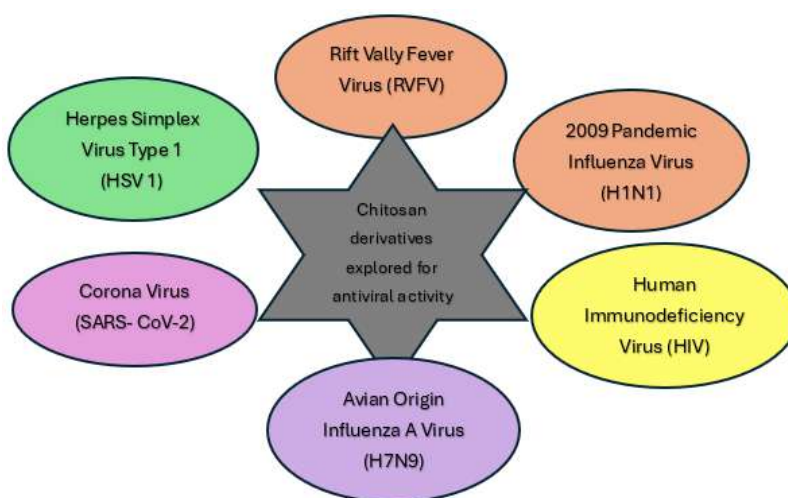 Rift Vally Fever
Virus (RVFV)
Herpes Simplex
Virus Type 1
(HSV 1)
2009 Pandemic
Influenza Virus
(H1N1)
Chitosan
derivatives
explored for
antiviral activity
Corona Virus
(SARS- CoV-2)
Human
Immunodeficiency
Virus (HIV)
Avian Origin
Influenza A Virus
(H7N9)